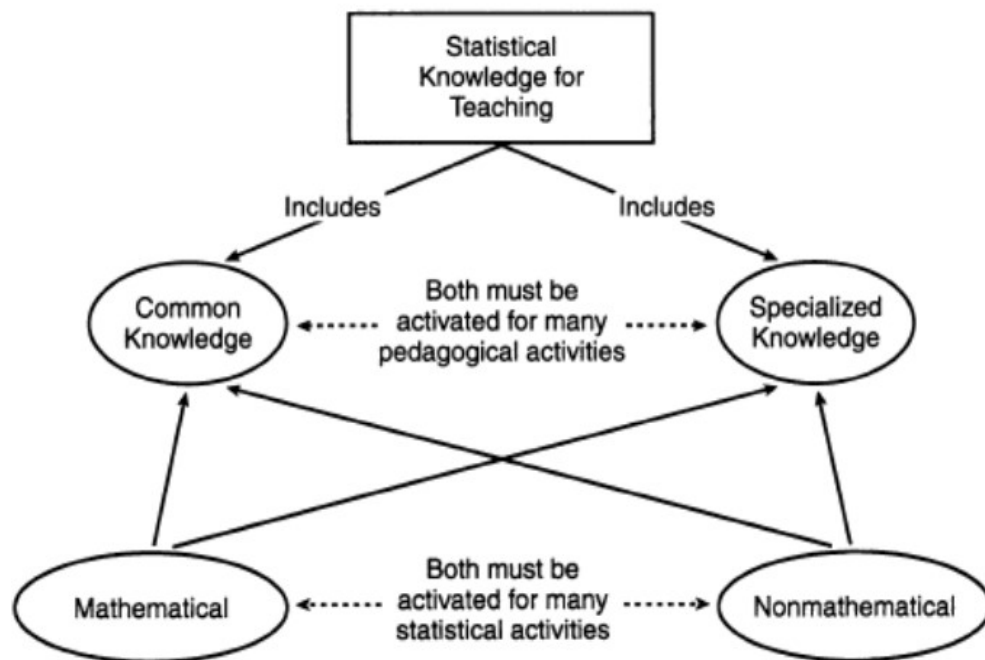 Statistical
Knowledge for
Teaching
Includes
Includes
Common
Knowledge
Both must be
activated for many
pedagogical activities
Specialized
Knowledge
Mathematical
Both must be
activated for many
statistical activities
Nonmathematical